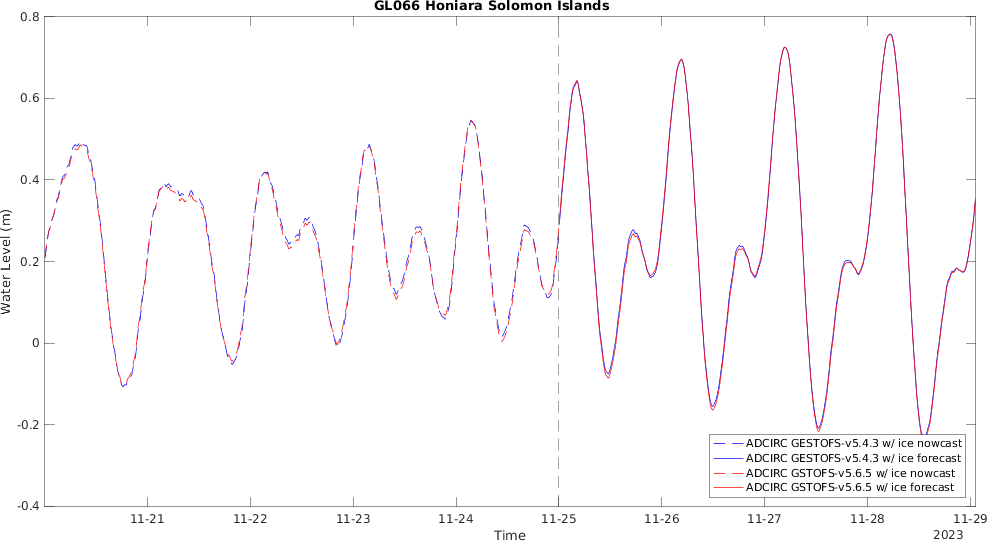 GL066 Honiara Solomon Islands
Water Level (m)
0.8
0.6
0.4
0.2
0
-0.2
-0.4
11-21
11-22
11-23
11-24
11-25
11-26
11-27
11-28
11-29
Time
2023
ADCIRC GESTOFS-v5.4.3 w/ ice nowcast
ADCIRC GESTOFS-v5.4.3 w/ ice forecast
ADCIRC GSTOFS-v5.6.5 w/ ice nowcast
ADCIRC GSTOFS-v5.6.5 w/ ice forecast